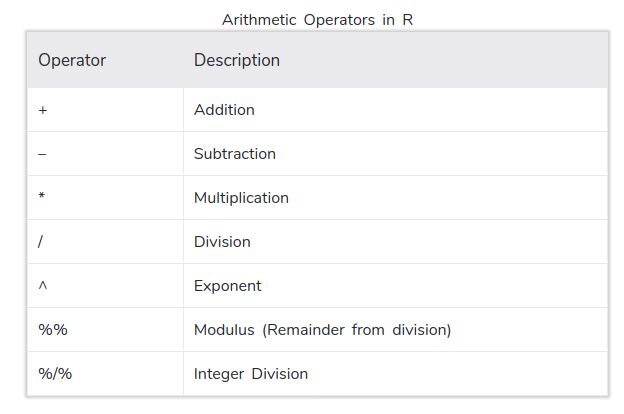 Arithmetic Operators in R
Operator Description
+ Addition
– Subtraction
* Multiplication
/ Division
^ Exponent
%% Modulus (Remainder from division)
%/% Integer Division